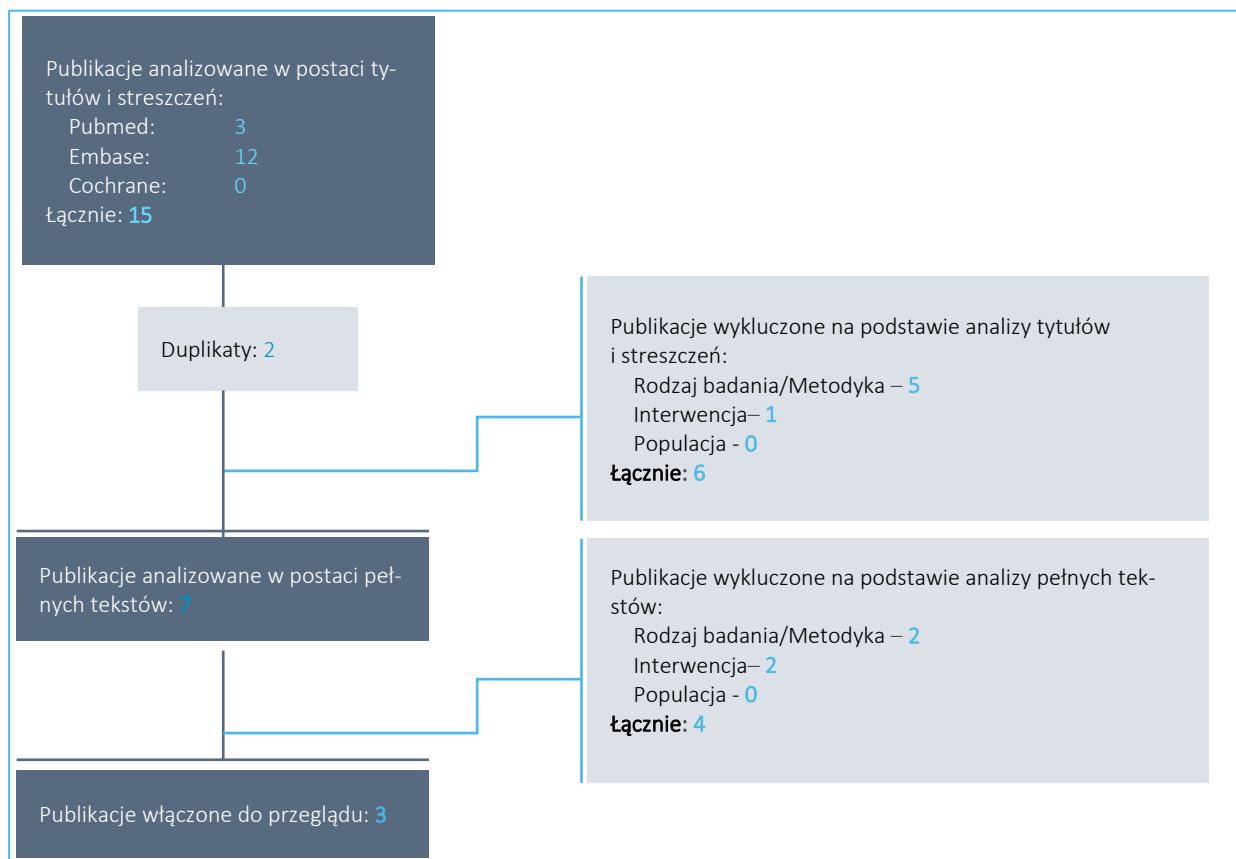 Publikacje analizowane w postaci ty-
tułów i streszczeń:
Pubmed: 3
Embase: 12
Cochrane: 0
Łącznie: 15
Duplikaty: 2
Publikacje wykluczone na podstawie analizy tytułów
i streszczeń:
Rodzaj badania/Metodyka – 5
Interwencja– 1
Populacja - 0
Łącznie: 6
Publikacje analizowane w postaci peł-
nych tekstów: 7
Publikacje wykluczone na podstawie analizy pełnych tek-
stów:
Rodzaj badania/Metodyka – 2
Interwencja– 2
Populacja - 0
Łącznie: 4
Publikacje włączone do przeglądu: 3